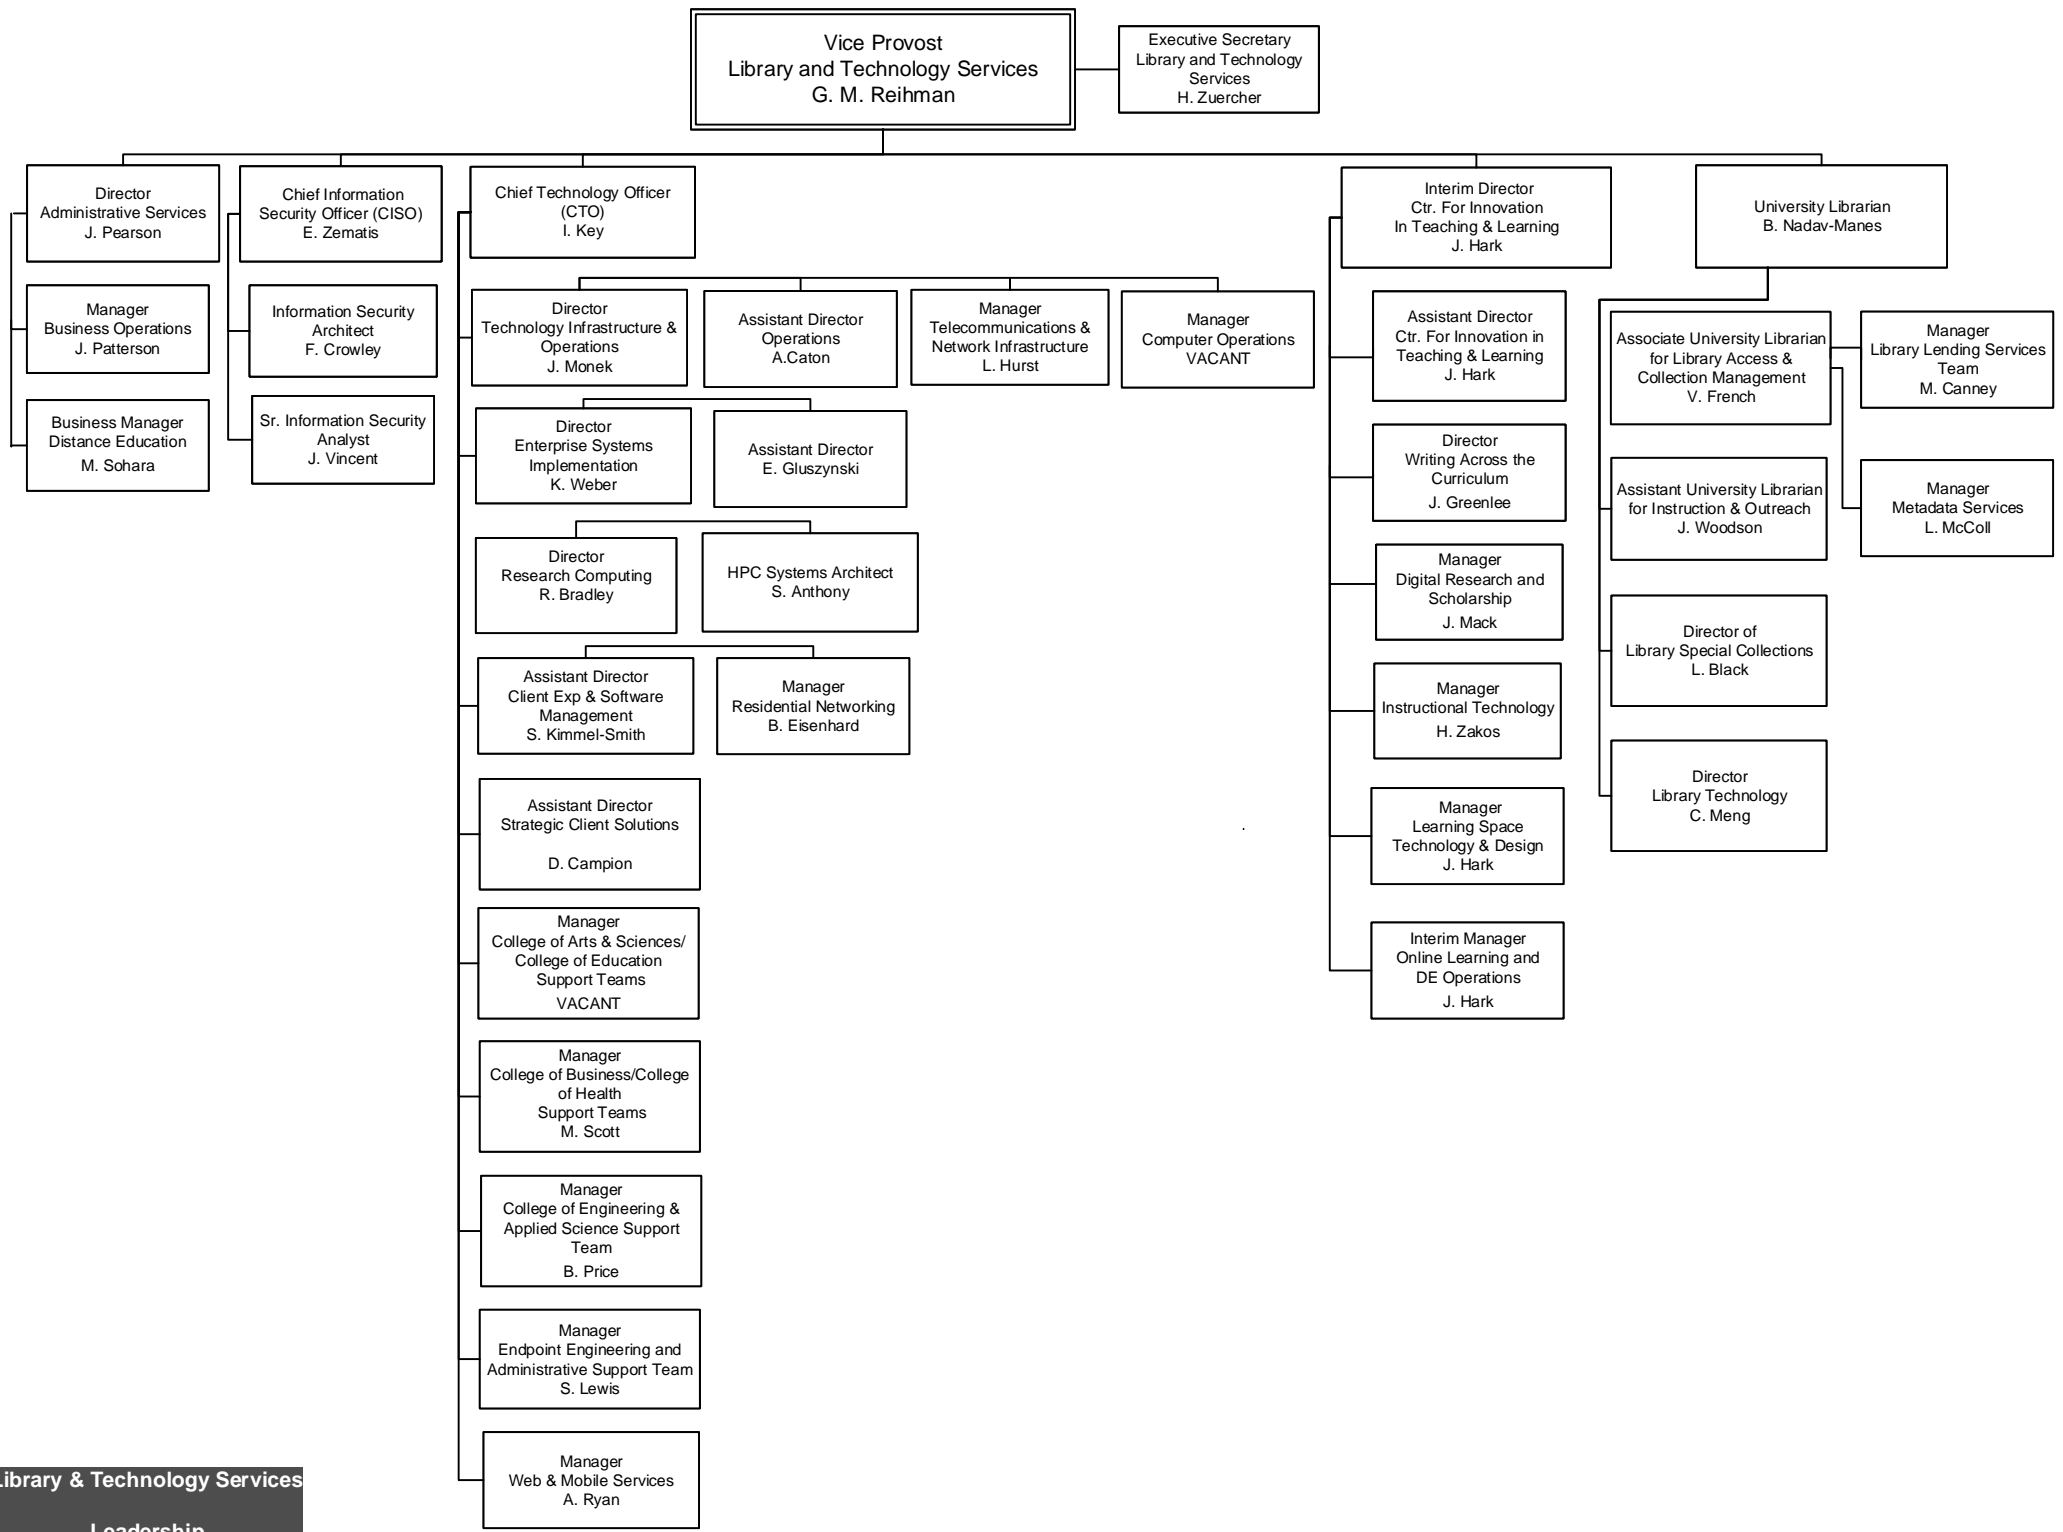 Vice Provost
Library and Technology Services
G. M. Reihman
Executive Secretary
Library and Technology
Services
H. Zuercher
Director
Administrative Services
J. Pearson
Chief Information
Security Officer (CISO)
E. Zematis
Chief Technology Officer
(CTO)
I. Key
Interim Director
Ctr. For Innovation
In Teaching & Learning
J. Hark
University Librarian
B. Nadav-Manes
Manager
Business Operations
J. Patterson
Business Manager
Distance Education
M. Sohara
Information Security
Architect
F. Crowley
Sr. Information Security
Analyst
J. Vincent
Director
Technology Infrastructure &
Operations
J. Monek
Assistant Director
Operations
A.Caton
Manager
Telecommunications &
Network Infrastructure
L. Hurst
Manager
Computer Operations
VACANT
Director
Enterprise Systems
Implementation
K. Weber
Assistant Director
E. Gluszynski
Director
Research Computing
R. Bradley
HPC Systems Architect
S. Anthony
Assistant Director
Client Exp & Software
Management
S. Kimmel-Smith
Manager
Residential Networking
B. Eisenhard
Assistant Director
Strategic Client Solutions
D. Campion
Manager
College of Arts & Sciences/
College of Education
Support Teams
VACANT
Manager
College of Business/College
of Health
Support Teams
M. Scott
Manager
College of Engineering &
Applied Science Support
Team
B. Price
Manager
Endpoint Engineering and
Administrative Support Team
S. Lewis
Manager
Web & Mobile Services
A. Ryan
Assistant Director
Ctr. For Innovation in
Teaching & Learning
J. Hark
Director
Writing Across the
Curriculum
J. Greenlee
Manager
Digital Research and
Scholarship
J. Mack
Manager
Instructional Technology
H. Zakos
Manager
Learning Space
Technology & Design
J. Hark
Interim Manager
Online Learning and
DE Operations
J. Hark
Associate University Librarian
for Library Access &
Collection Management
V. French
Manager
Library Lending Services
Team
M. Canney
Manager
Metadata Services
L. McColl
Assistant University Librarian
for Instruction & Outreach
J. Woodson
Director of
Library Special Collections
L. Black
Director
Library Technology
C. Meng
.
Library & Technology Services
Leadership